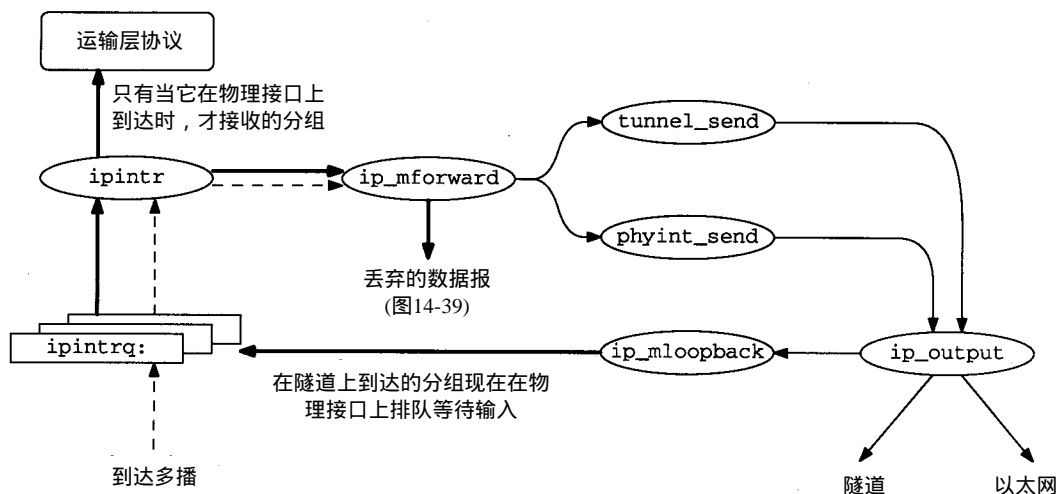 运输层协议
只有当它在物理接口上
到达时，才接收的分组
tunnel_send
ipintr
ip_mforward
phyint_send
丢弃的数据报
(图14-39)
ipintrq:
ip_mloopback
ip_output
在隧道上到达的分组现在在物
理接口上排队等待输入
到达多播
隧道
以太网